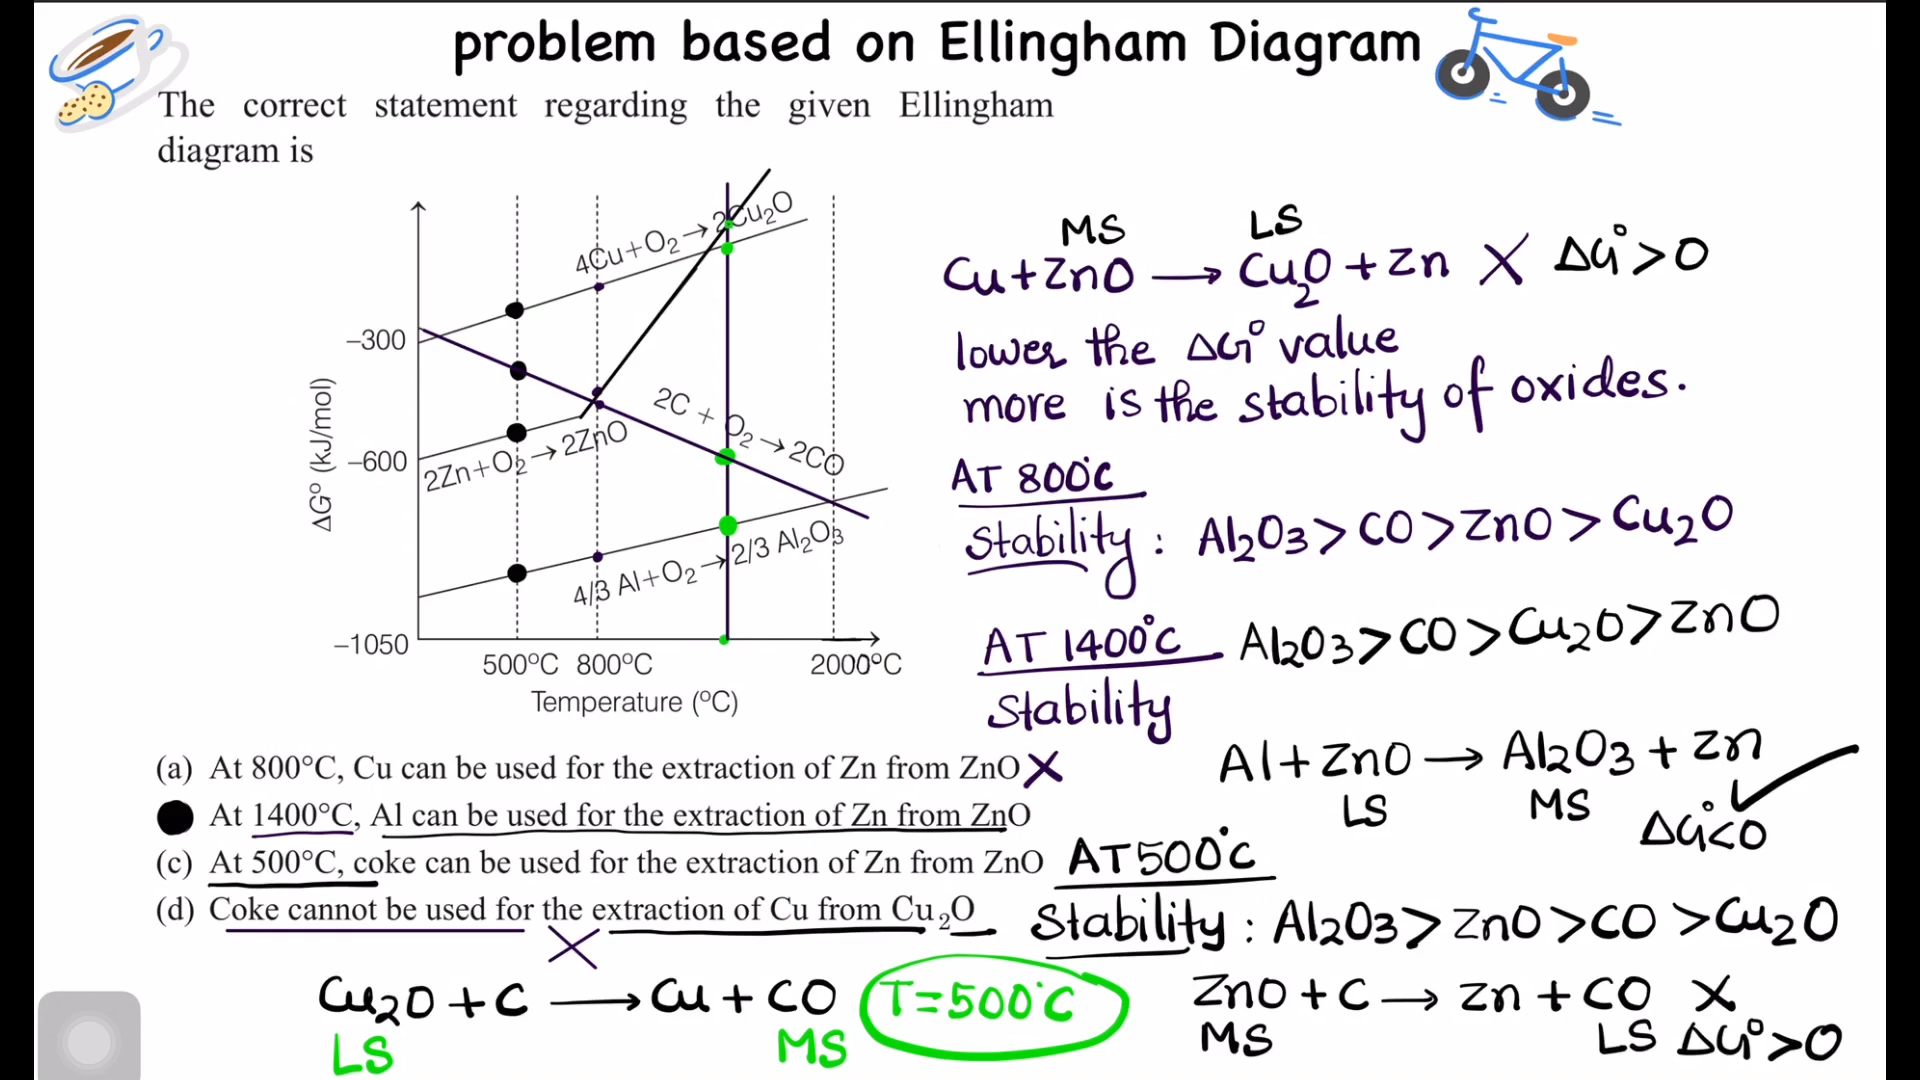 problem based on Ellingham Diagram
The correct statement regarding the given Ellingham
diagram is
4Cu+O₂→2Cu₂O
–300
2C + O₂→2CO
–600
2Zn+O₂→2ZnO
4/3 Al+O₂→2/3 Al₂O₃
–1050
ΔG° (kJ/mol)
500°C 800°C 2000°C
Temperature (°C)
MS LS
Cu+ZnO → Cu₂O+Zn X ΔG°>0
lower the ΔG° value
more is the stability of oxides.
AT 800°C
Stability: Al₂O₃>CO>ZnO>Cu₂O
AT 1400°C Al₂O₃>CO>Cu₂O>ZnO
Stability
Al+ZnO→Al₂O₃+Zn
LS MS ΔG°<0
(a) At 800°C, Cu can be used for the extraction of Zn from ZnO X
At 1400°C, Al can be used for the extraction of Zn from ZnO
(c) At 500°C, coke can be used for the extraction of Zn from ZnO
(d) Coke cannot be used for the extraction of Cu from Cu₂O X
AT 500°C
Stability: Al₂O₃>ZnO>CO>Cu₂O
Cu₂O+C → Cu+CO T=500°C
LS MS
ZnO+C→Zn+CO X
MS LS ΔG°>0